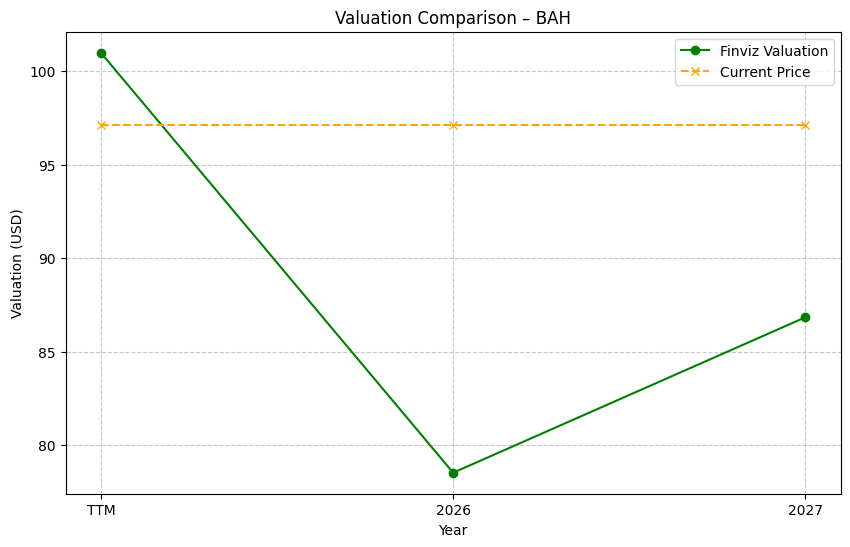 Valuation Comparison – BAH
Finviz Valuation
Current Price
Valuation (USD)
100
95
90
85
80
TTM
2026
2027
Year